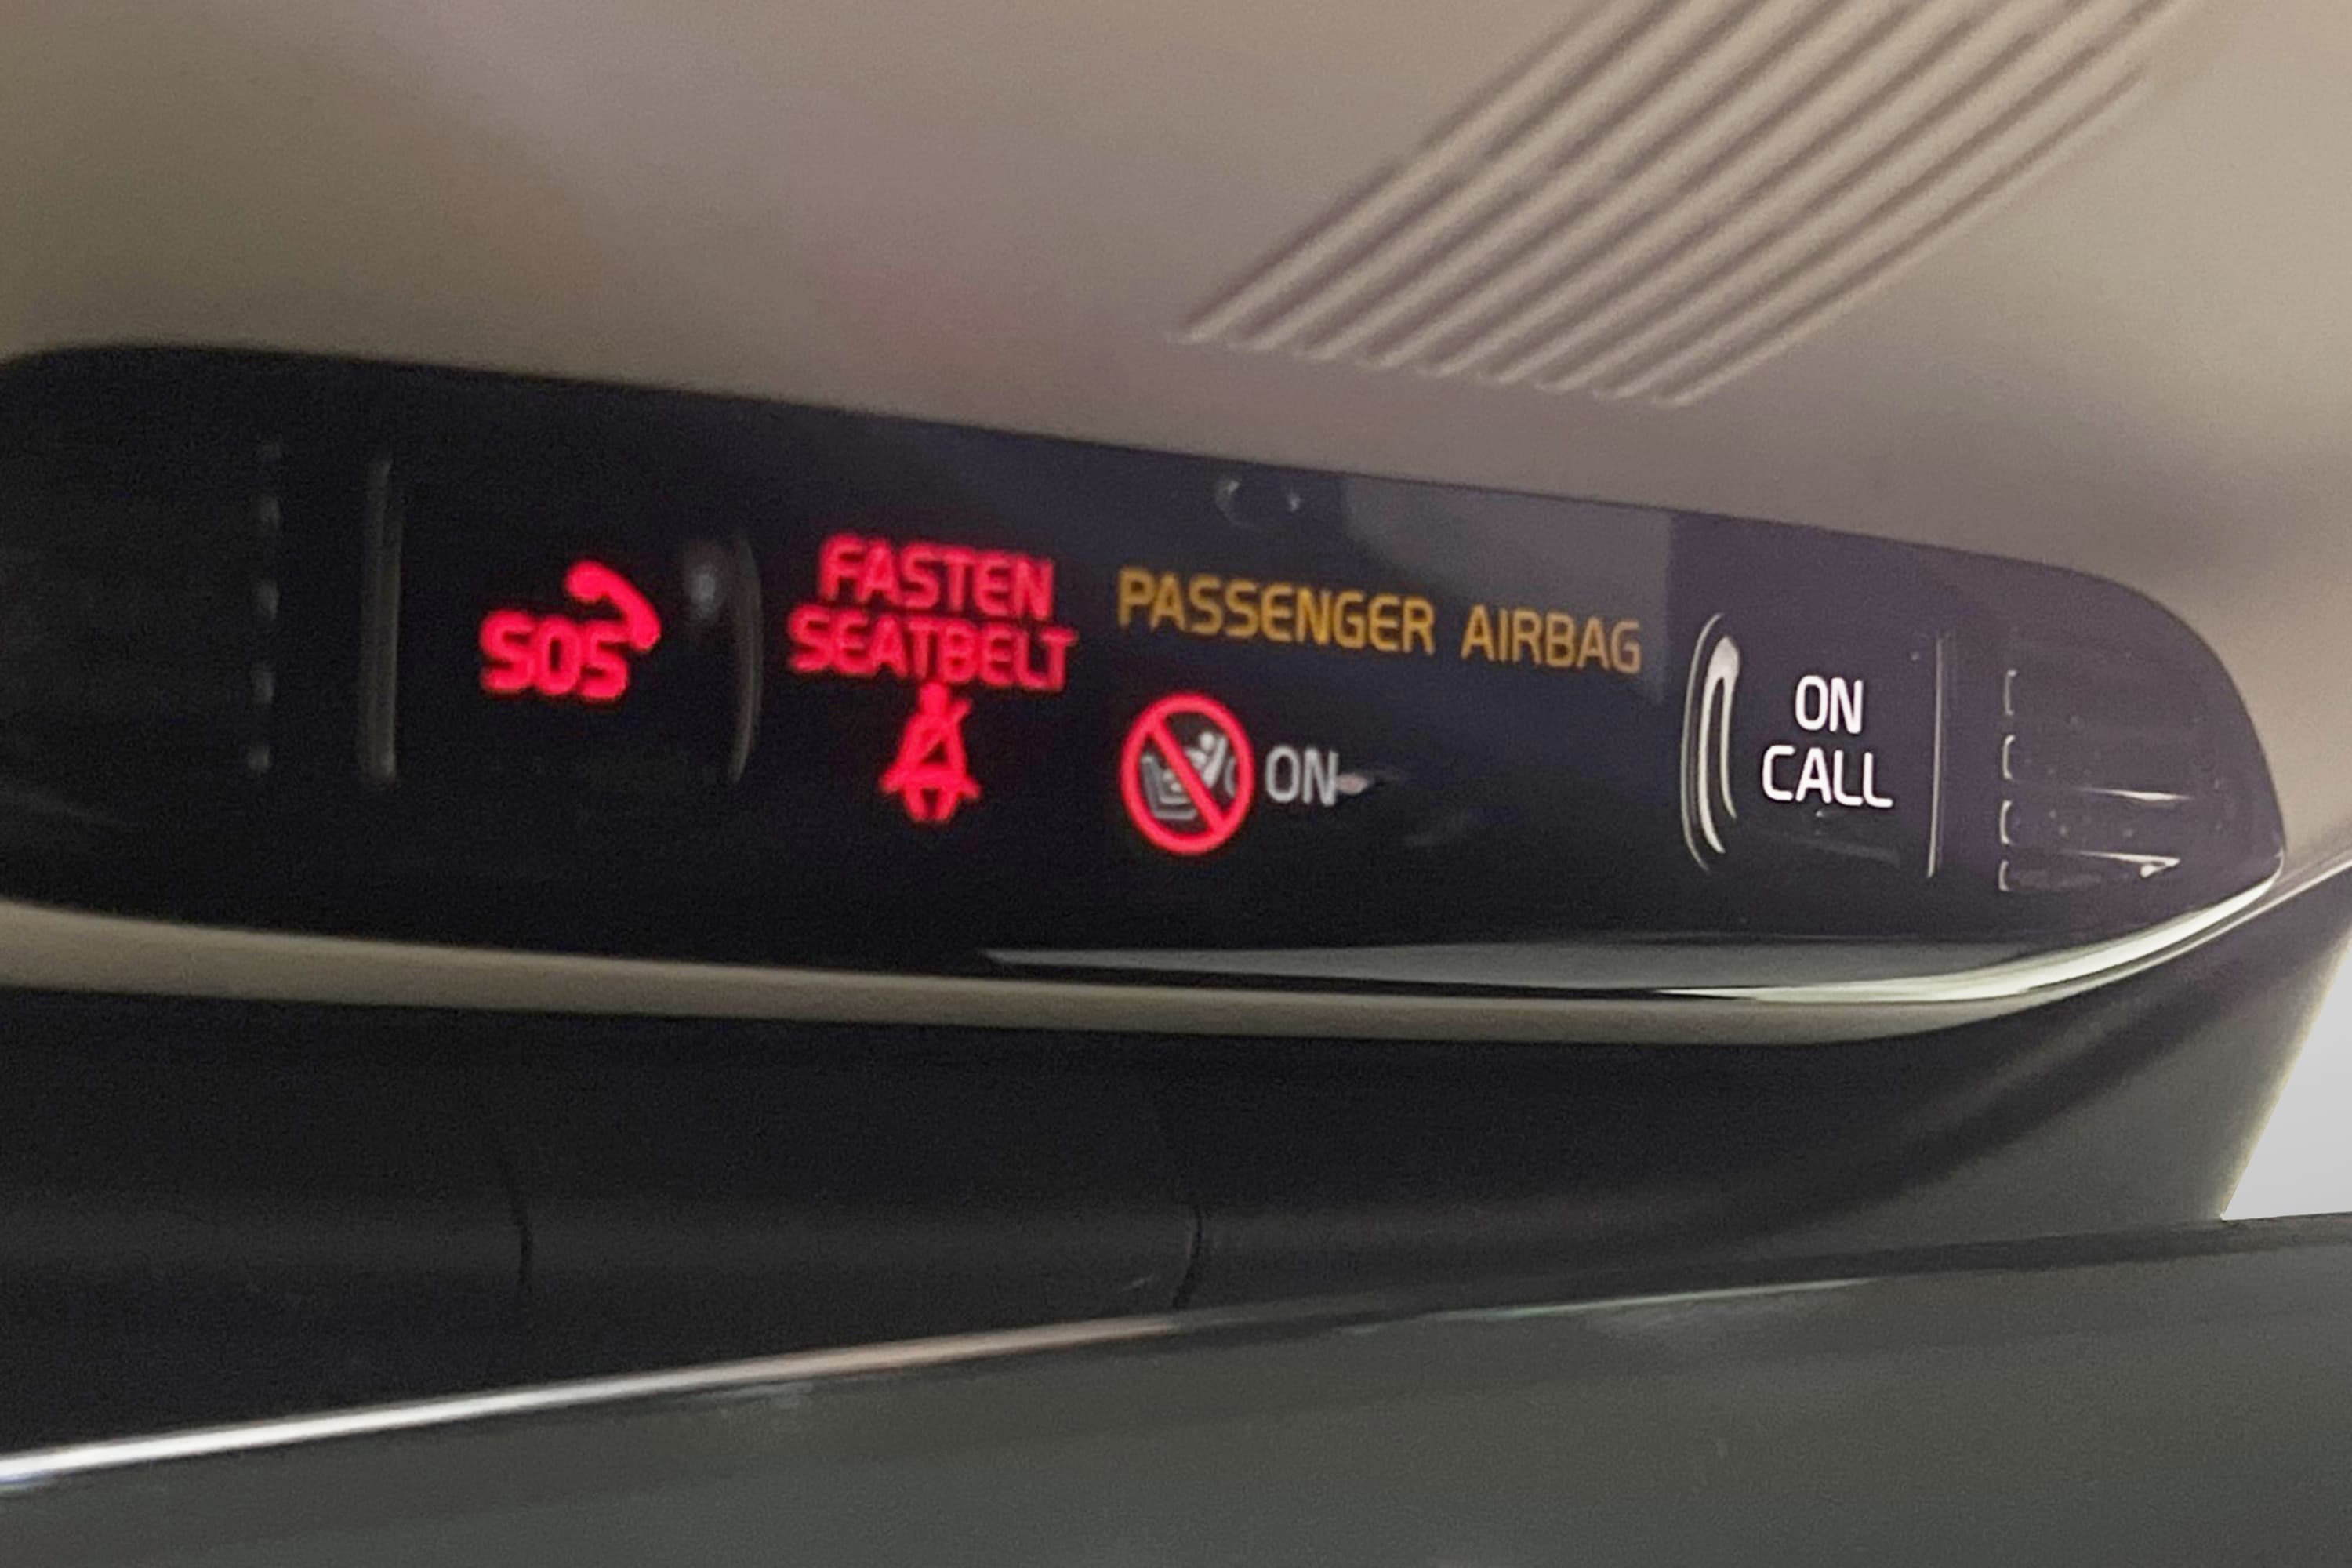 SOS
FASTEN
SEATBELT
PASSENGER AIRBAG
ON
ON
CALL